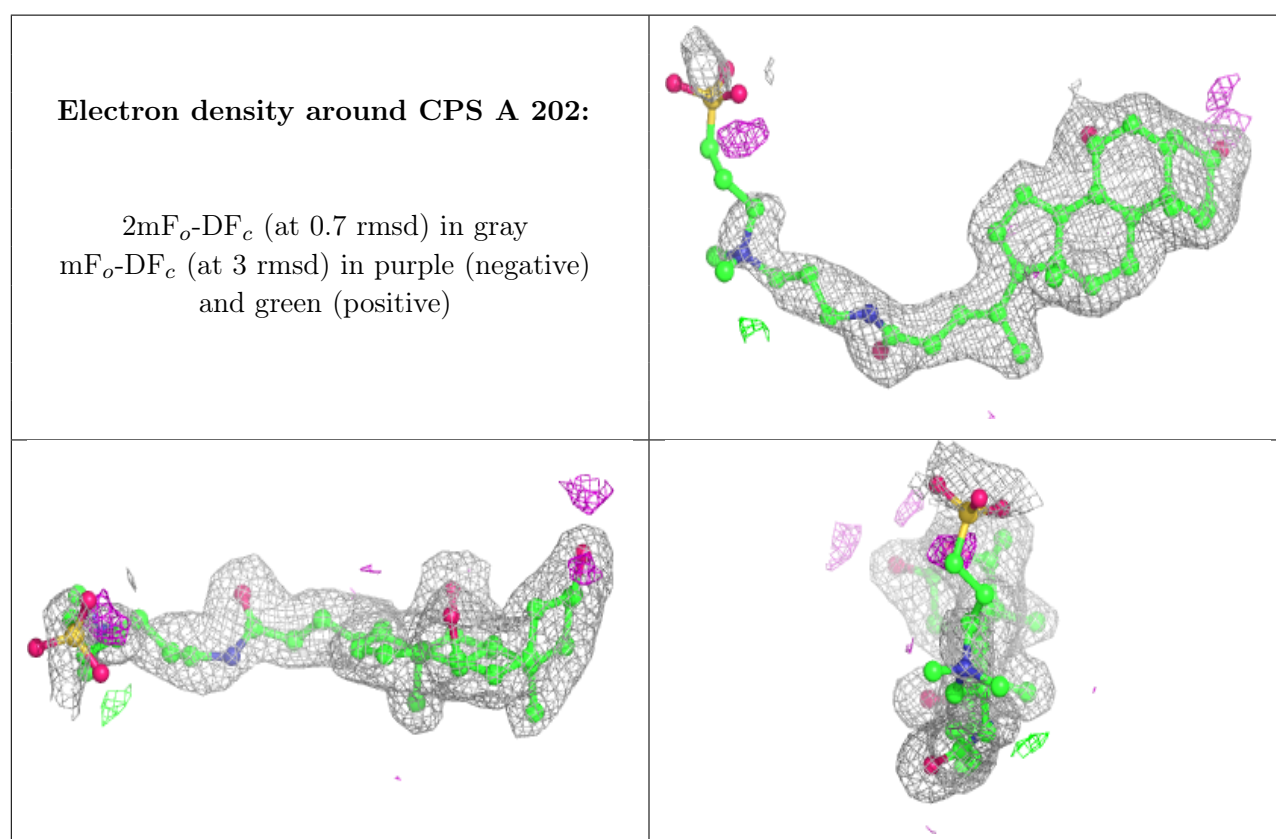 Electron density around CPS A 202:
2mFo-DFc (at 0.7 rmsd) in gray
mFo-DFc (at 3 rmsd) in purple (negative)
and green (positive)